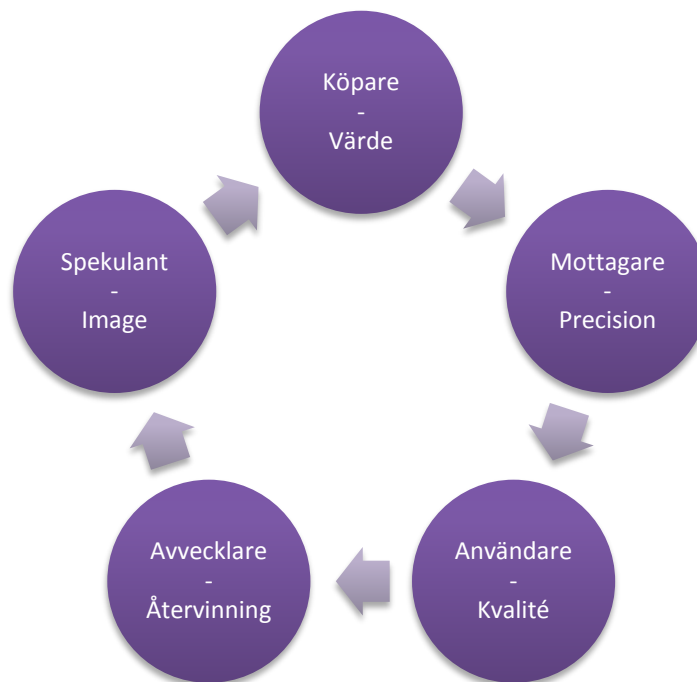 Köpare
-
Värde
Mottagare
-
Precision
Användare
-
Kvalité
Avvecklare
-
Återvinning
Spekulant
-
Image